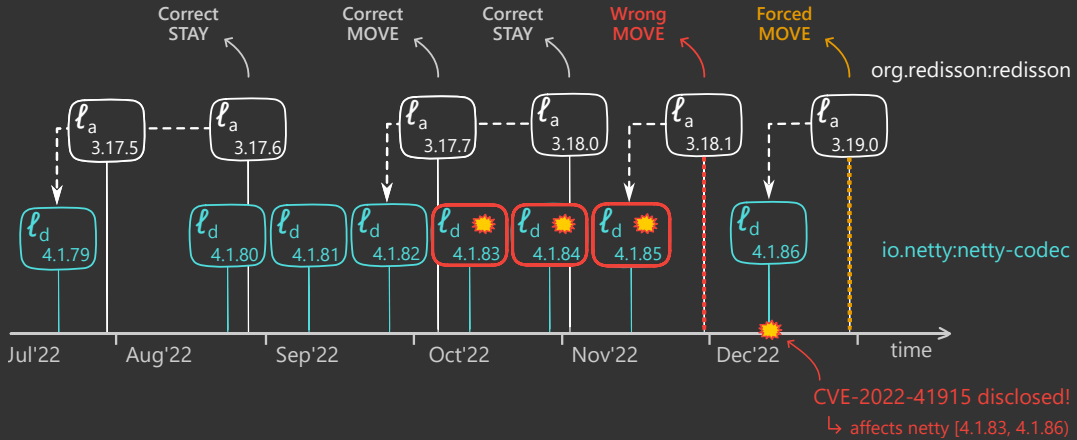 Correct
STAY
Correct
MOVE
Correct
STAY
Wrong
MOVE
Forced
MOVE
org.redisson:redisson
ℓa
3.17.5
ℓa
3.17.6
ℓa
3.17.7
ℓa
3.18.0
ℓa
3.18.1
ℓa
3.19.0
ℓd
4.1.79
ℓd
4.1.80
ℓd
4.1.81
ℓd
4.1.82
ℓd
4.1.83
ℓd
4.1.84
ℓd
4.1.85
ℓd
4.1.86
io.netty:netty-codec
Jul'22
Aug'22
Sep'22
Oct'22
Nov'22
Dec'22
time
CVE-2022-41915 disclosed!
↳ affects netty [4.1.83, 4.1.86)